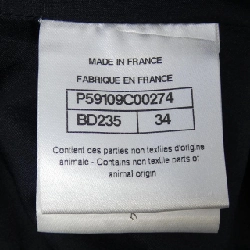 MADE IN FRANCE
FABRIQUE EN FRANCE
P59109C00274
BD235 34
Contient ces parties non textiles d'origine
animale - Contains non textile parts of
animal origin